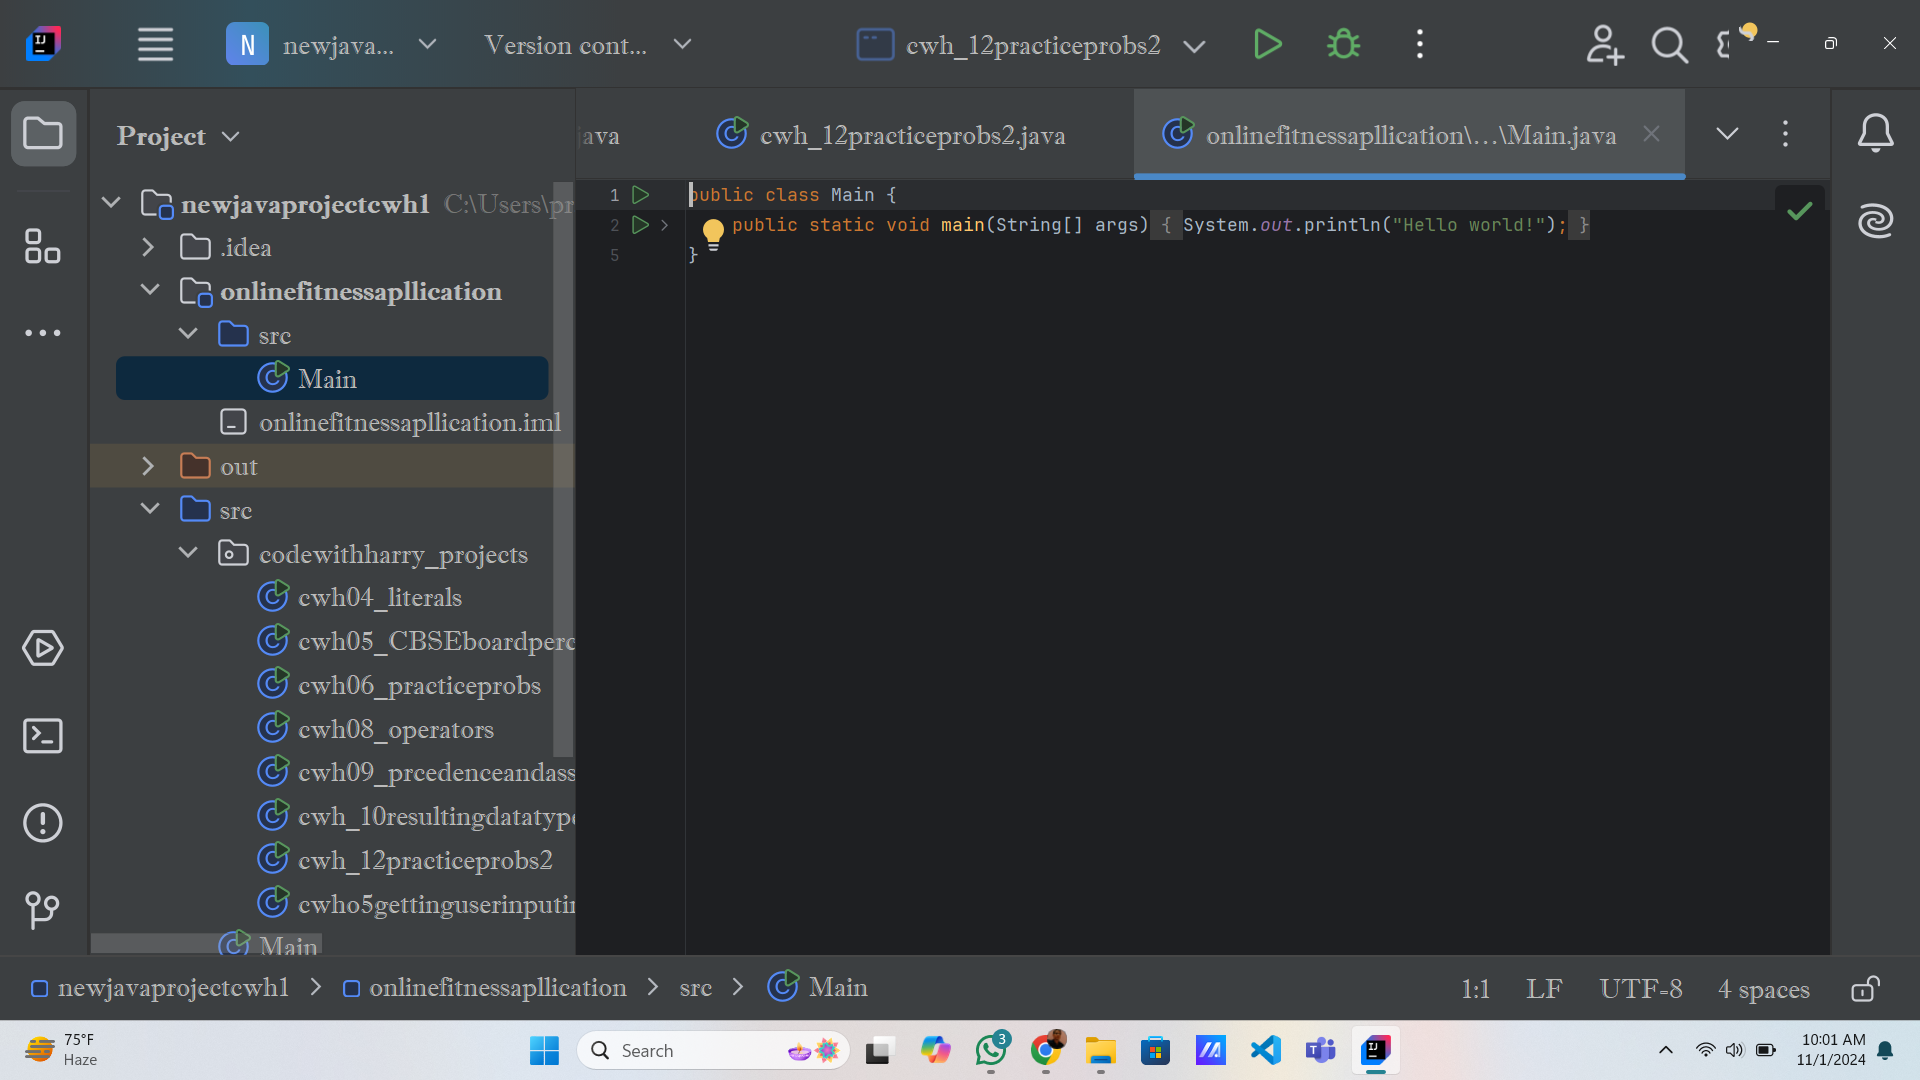 N newjava... Version cont... cwh_12practiceprobs2
Project
java cwh_12practiceprobs2.java onlinefitnessapllication\...\Main.java
newjavaprojectcwh1 C:\Users\pr
.idea
onlinefitnessapllication
src
Main
onlinefitnessapllication.iml
out
src
codewithharry_projects
cwh04_literals
cwh05_CBSEboardperc
cwh06_practiceprobs
cwh08_operators
cwh09_prcedenceandass
cwh_10resultingdatatype
cwh_12practiceprobs2
cwho5gettinguserinputin
Main
1 public class Main {
2 public static void main(String[] args) { System.out.println("Hello world!"); }
5 }
newjavaprojectcwh1 > onlinefitnessapllication > src > Main
1:1 LF UTF-8 4 spaces
75°F
Haze
Search
3
10:01 AM
11/1/2024